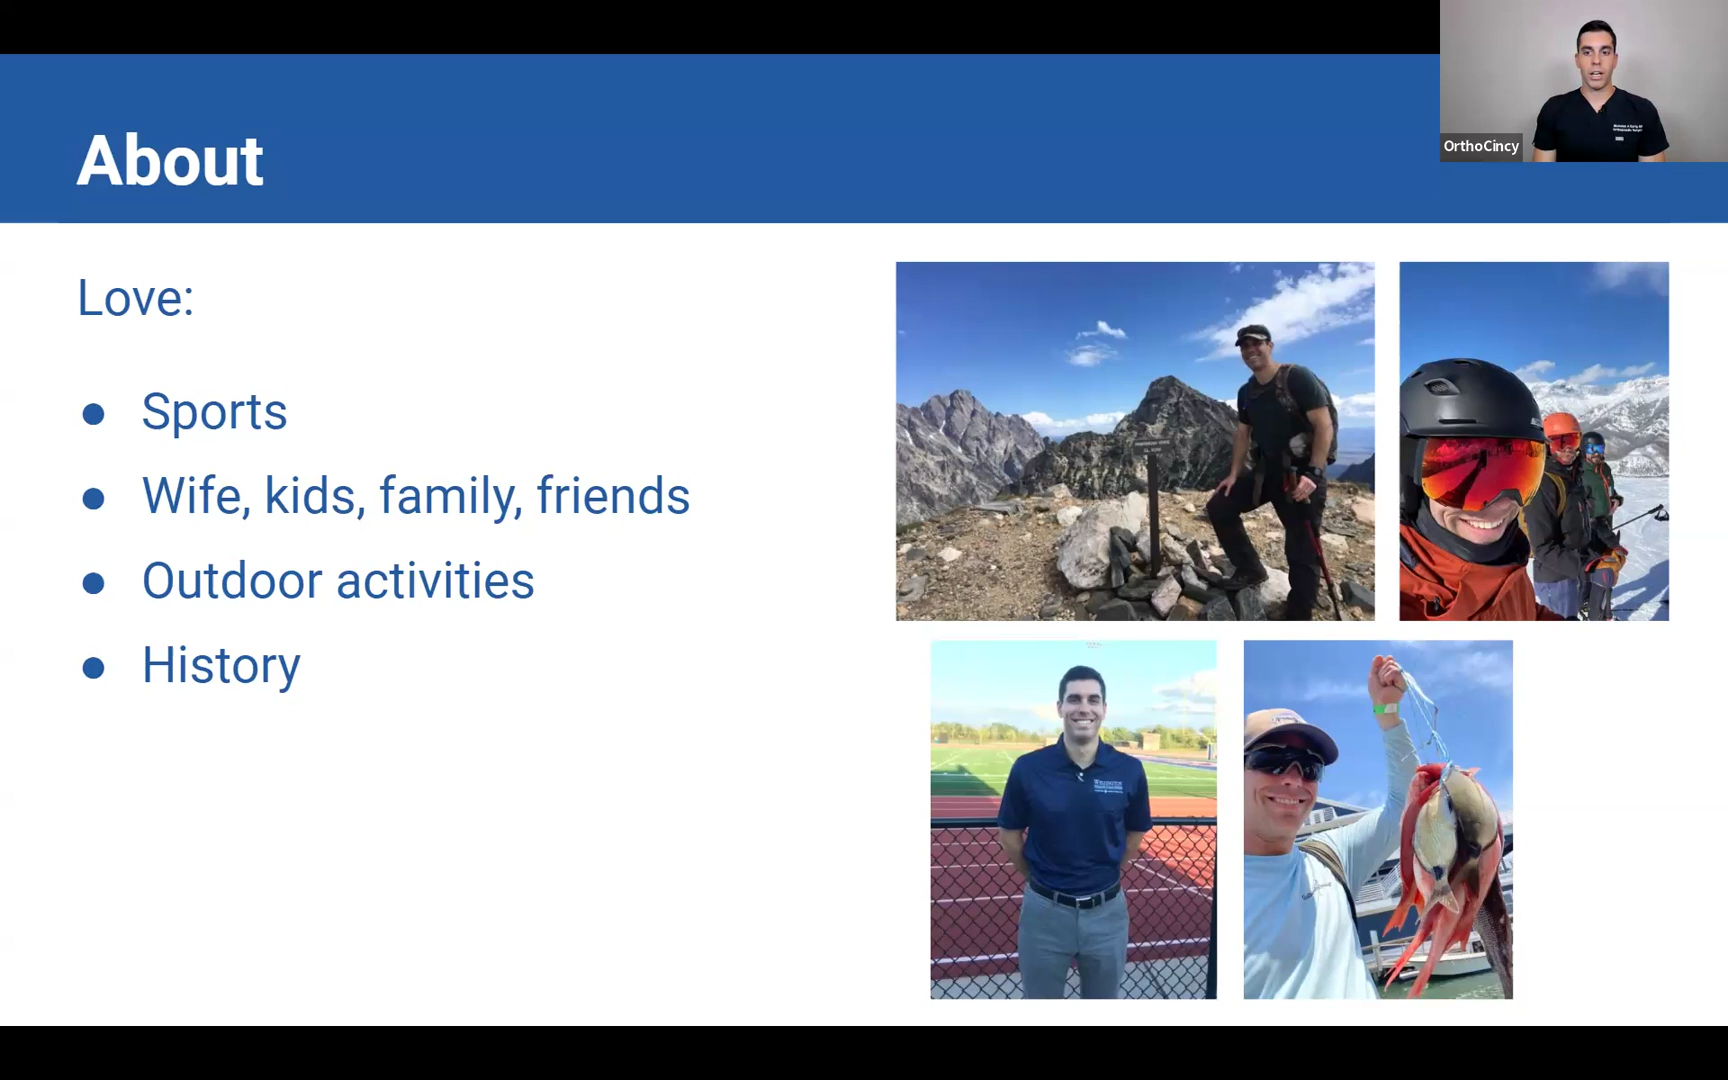 About
OrthoCincy
Love:
● Sports
● Wife, kids, family, friends
● Outdoor activities
● History